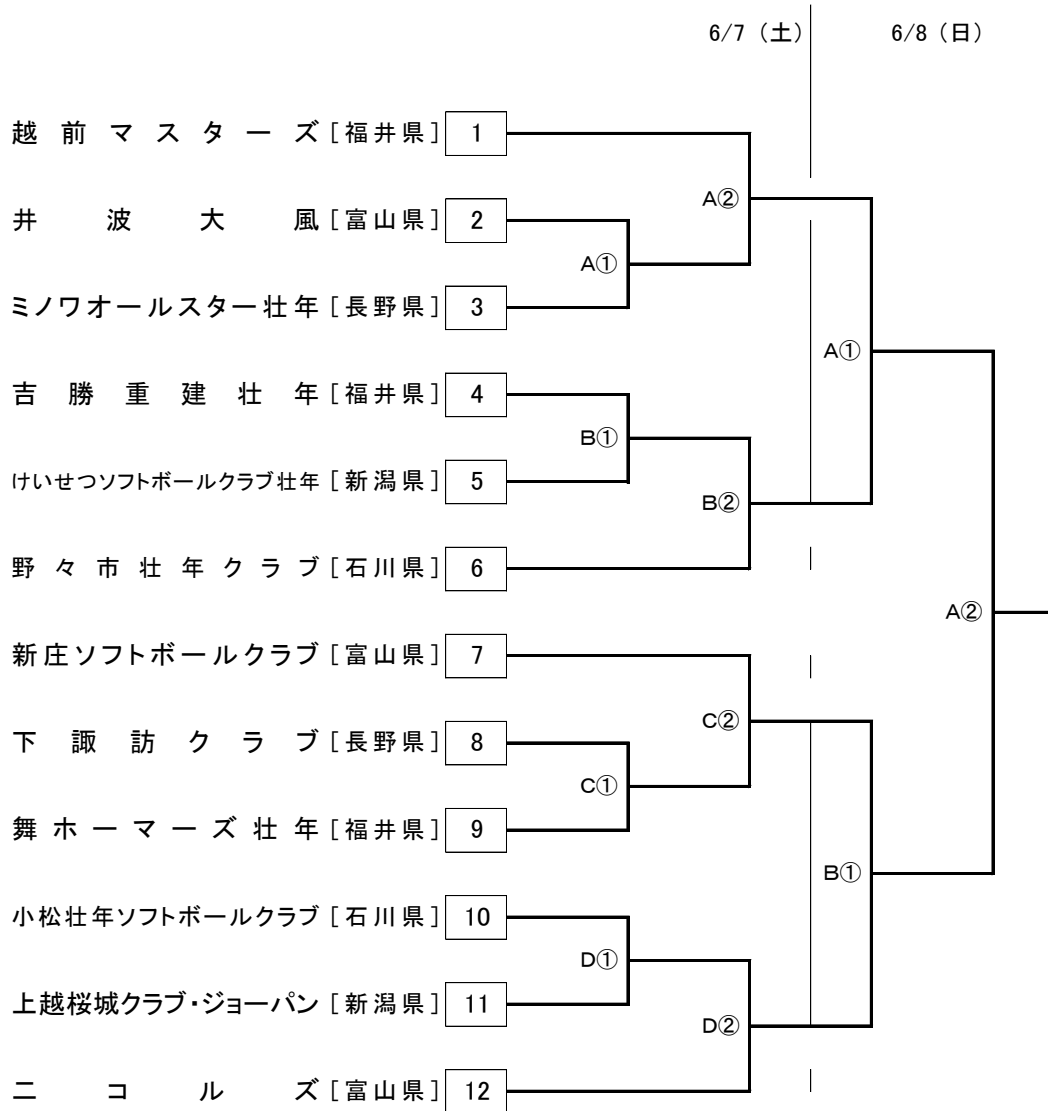 6/7（土） 6/8（日）
越前マスターズ［福井県］ 1
A②
井波大風［富山県］ 2
A①
ミノワオールスター壮年［長野県］ 3
A①
吉勝重建壮年［福井県］ 4
B①
けいせつソフトボールクラブ壮年［新潟県］ 5
B②
野々市壮年クラブ［石川県］ 6
A②
新庄ソフトボールクラブ［富山県］ 7
C②
下諏訪クラブ［長野県］ 8
C①
舞ホーマーズ壮年［福井県］ 9
B①
小松壮年ソフトボールクラブ［石川県］ 10
D①
上越桜城クラブ・ジョーパン［新潟県］ 11
D②
ニコルズ［富山県］ 12